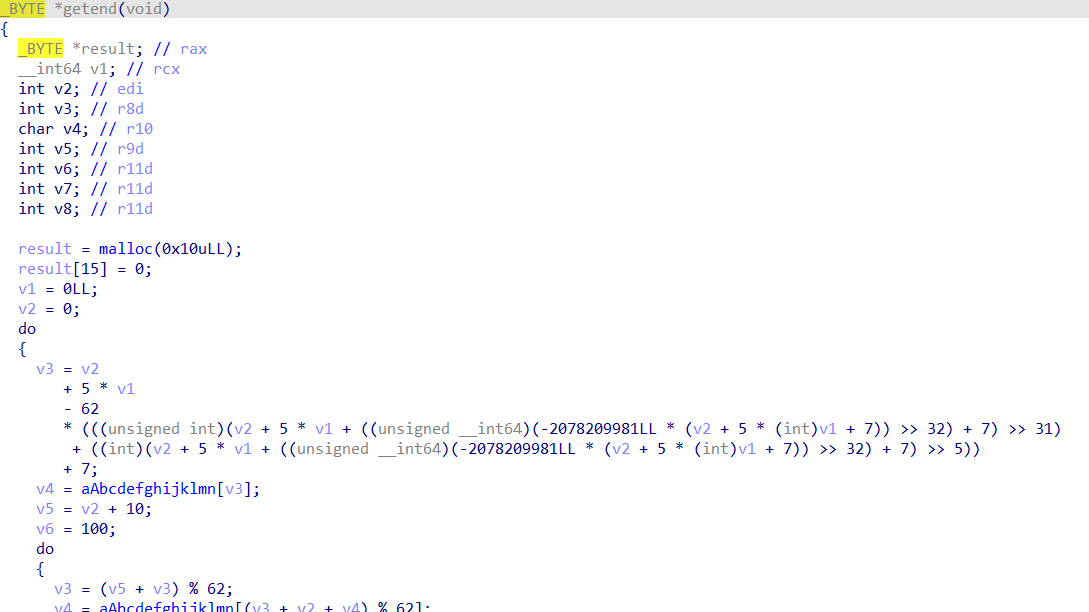 _BYTE *getend(void)
{
  _BYTE *result; // rax
  __int64 v1; // rcx
  int v2; // edi
  int v3; // r8d
  char v4; // r10
  int v5; // r9d
  int v6; // r11d
  int v7; // r11d
  int v8; // r11d
  result = malloc(0x10uLL);
  result[15] = 0;
  v1 = 0LL;
  v2 = 0;
  do
  {
    v3 = v2
       + 5 * v1
       - 62
       * (((unsigned int)(v2 + 5 * v1 + ((unsigned __int64)(-2078209981LL * (v2 + 5 * (int)v1 + 7)) >> 32) + 7) >> 31)
        + ((int)(v2 + 5 * v1 + ((unsigned __int64)(-2078209981LL * (v2 + 5 * (int)v1 + 7)) >> 32) + 7) >> 5))
       + 7;
    v4 = aAbcdefghijklmn[v3];
    v5 = v2 + 10;
    v6 = 100;
    do
    {
      v3 = (v5 + v3) % 62;
      v4 = aAbcdefghijklmn[(v3 + v2 + v4) % 62];